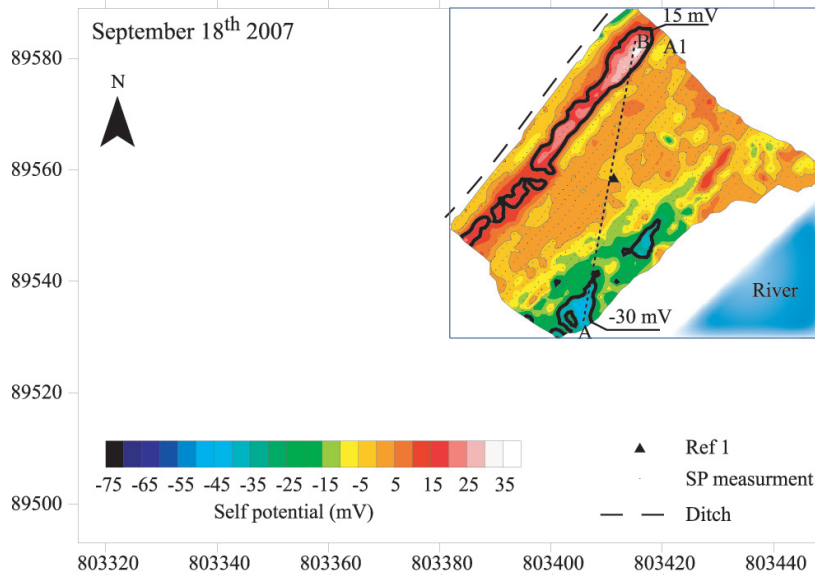 September 18th 2007
15 mV
B
A1
89580
N
89560
89540
River
-30 mV
A
89520
Ref 1
SP measurment
-75 -65 -55 -45 -35 -25 -15 -5 5 15 25 35
89500
Self potential (mV)
Ditch
803320 803340 803360 803380 803400 803420 803440